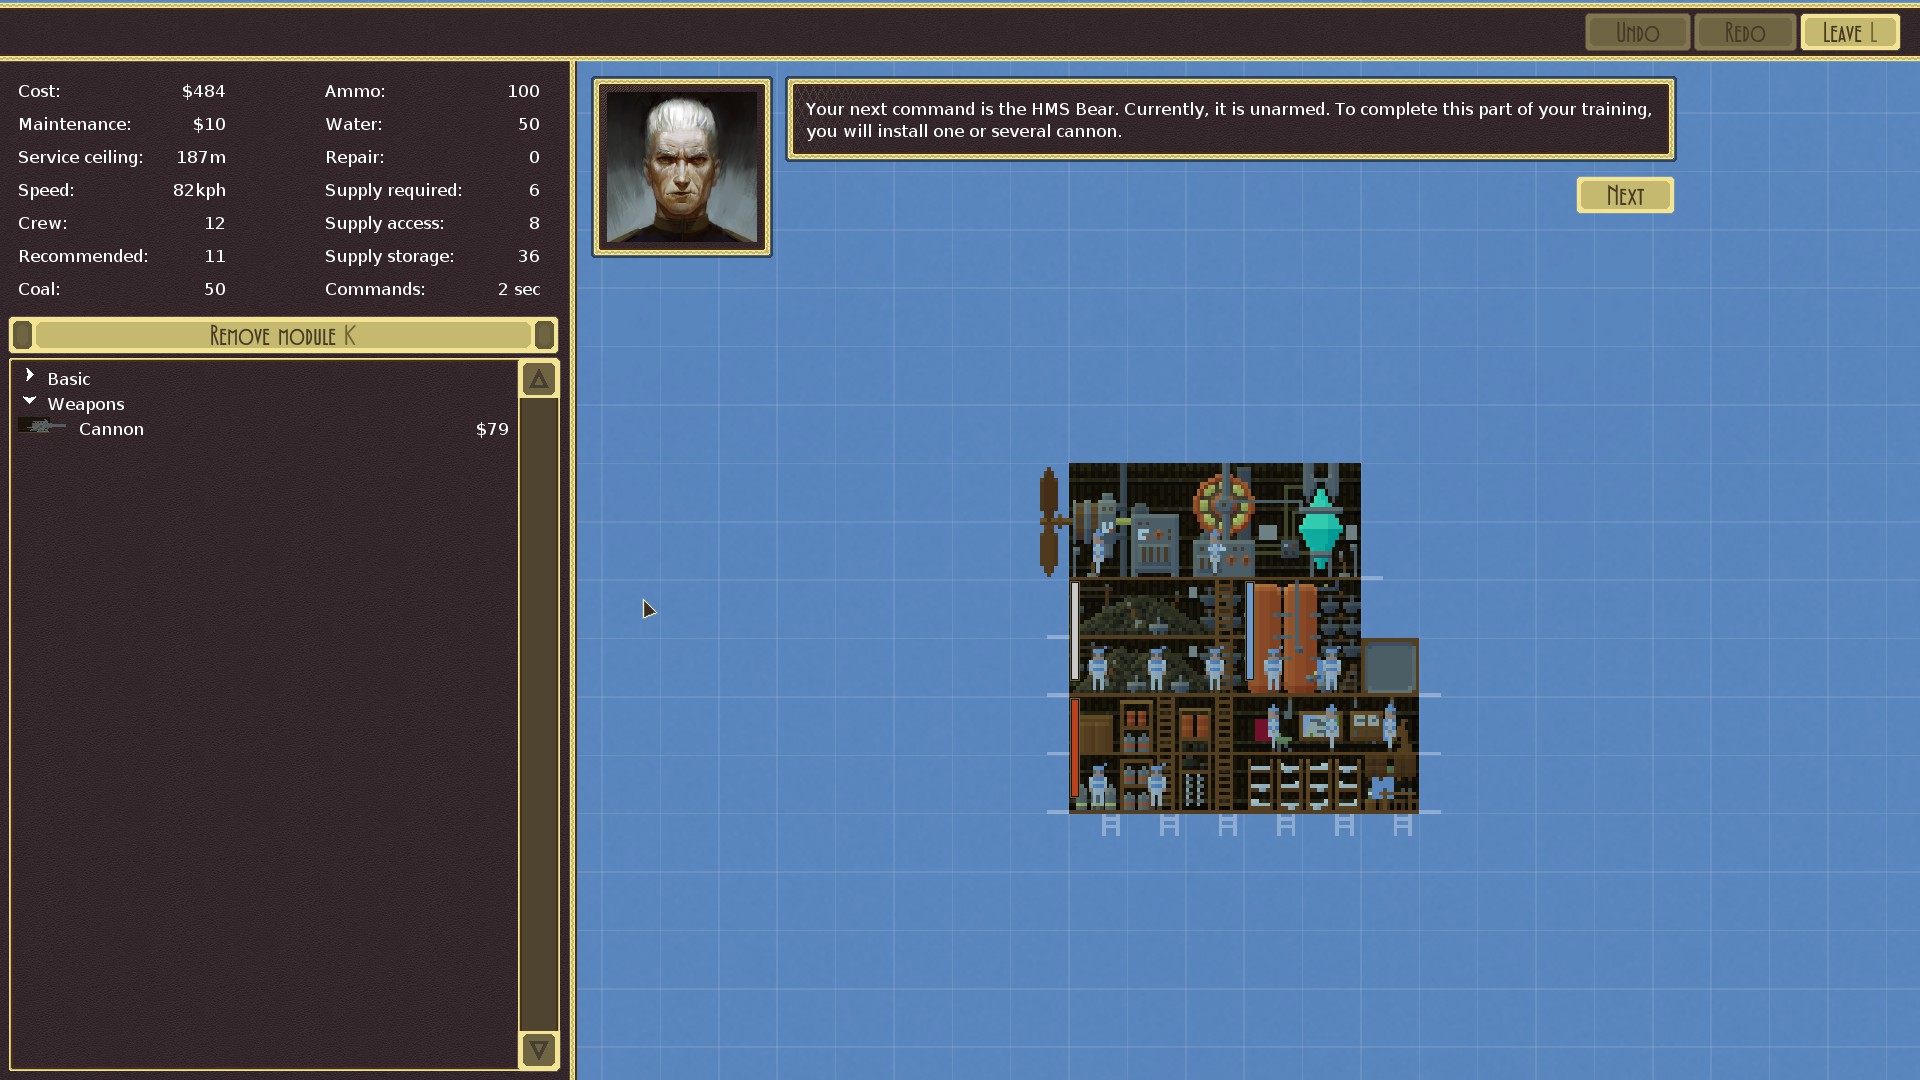 Undo Redo Leave L
Cost: $484 Ammo: 100
Maintenance: $10 Water: 50
Service ceiling: 187m Repair: 0
Speed: 82kph Supply required: 6
Crew: 12 Supply access: 8
Recommended: 11 Supply storage: 36
Coal: 50 Commands: 2 sec
Remove module K
Basic
Weapons
Cannon $79
Your next command is the HMS Bear. Currently, it is unarmed. To complete this part of your training,
you will install one or several cannon.
Next